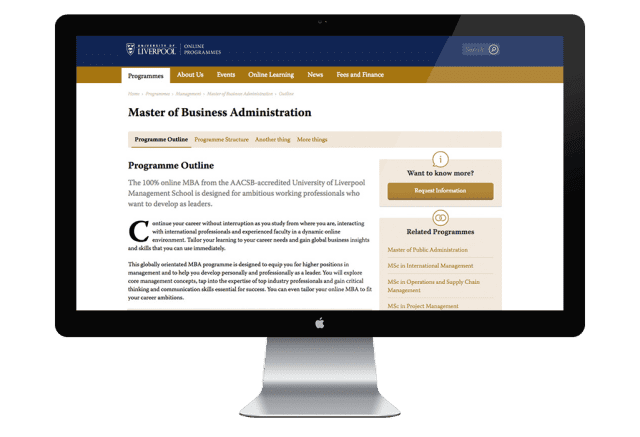 UNIVERSITY OF
LIVERPOOL
ONLINE
PROGRAMMES
Programmes
About Us
Events
Online Learning
News
Fees and Finance
Home > Programmes > Management > Master of Business Administration > Outline
Master of Business Administration
Programme Outline
Programme Structure
Another thing
More things
Programme Outline
The 100% online MBA from the AACSB-accredited University of Liverpool
Management School is designed for ambitious working professionals who
want to develop as leaders.
Continue your career without interruption as you study from where you are, interacting
with international professionals and experienced faculty in a dynamic online
environment. Tailor your learning to your career needs and gain global business insights
and skills that you can use immediately.
This globally orientated MBA programme is designed to equip you for higher positions in
management and to help you develop personally and professionally as a leader. You will explore
core management concepts, tap into the expertise of top industry professionals and gain critical
thinking and communication skills essential for success. You can even tailor your online MBA to fit
your career ambitions.
Want to know more?
Request Information
Related Programmes
Master of Public Administration
MSc in International Management
MSc in Operations and Supply Chain
Management
MSc in Project Management